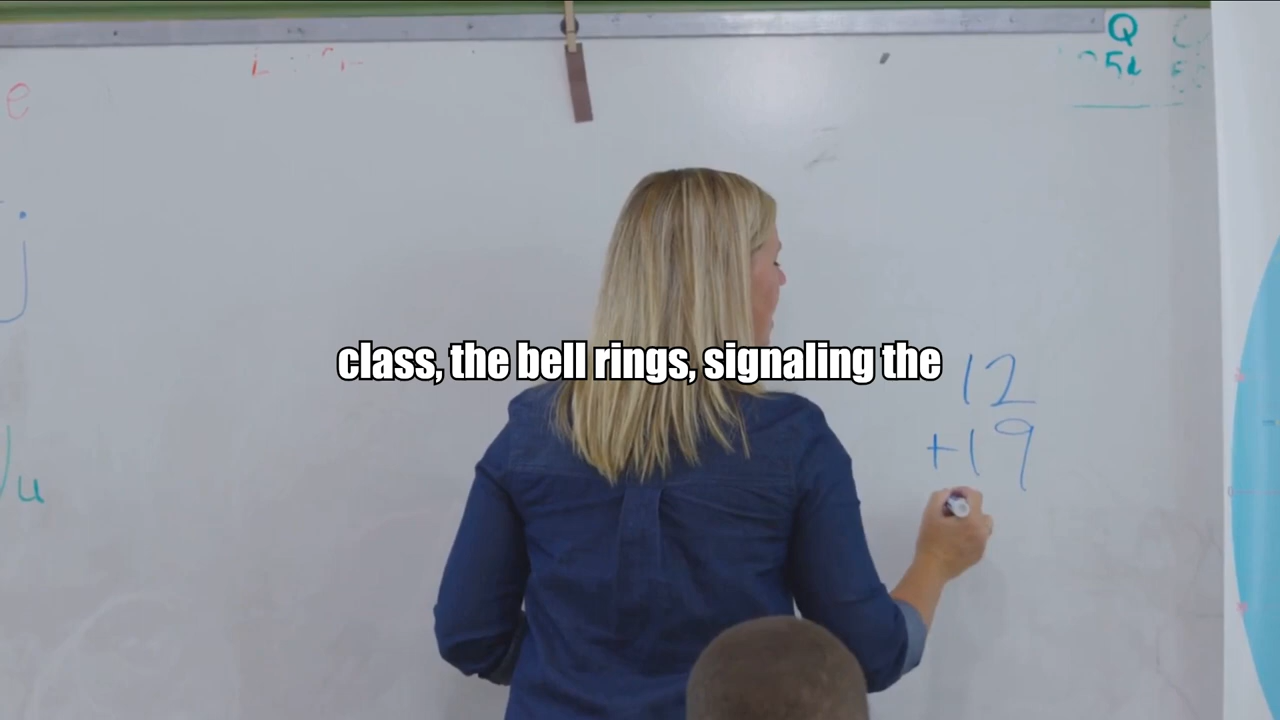 Q
e
j
class, the bell rings, signaling the
12
+19
u